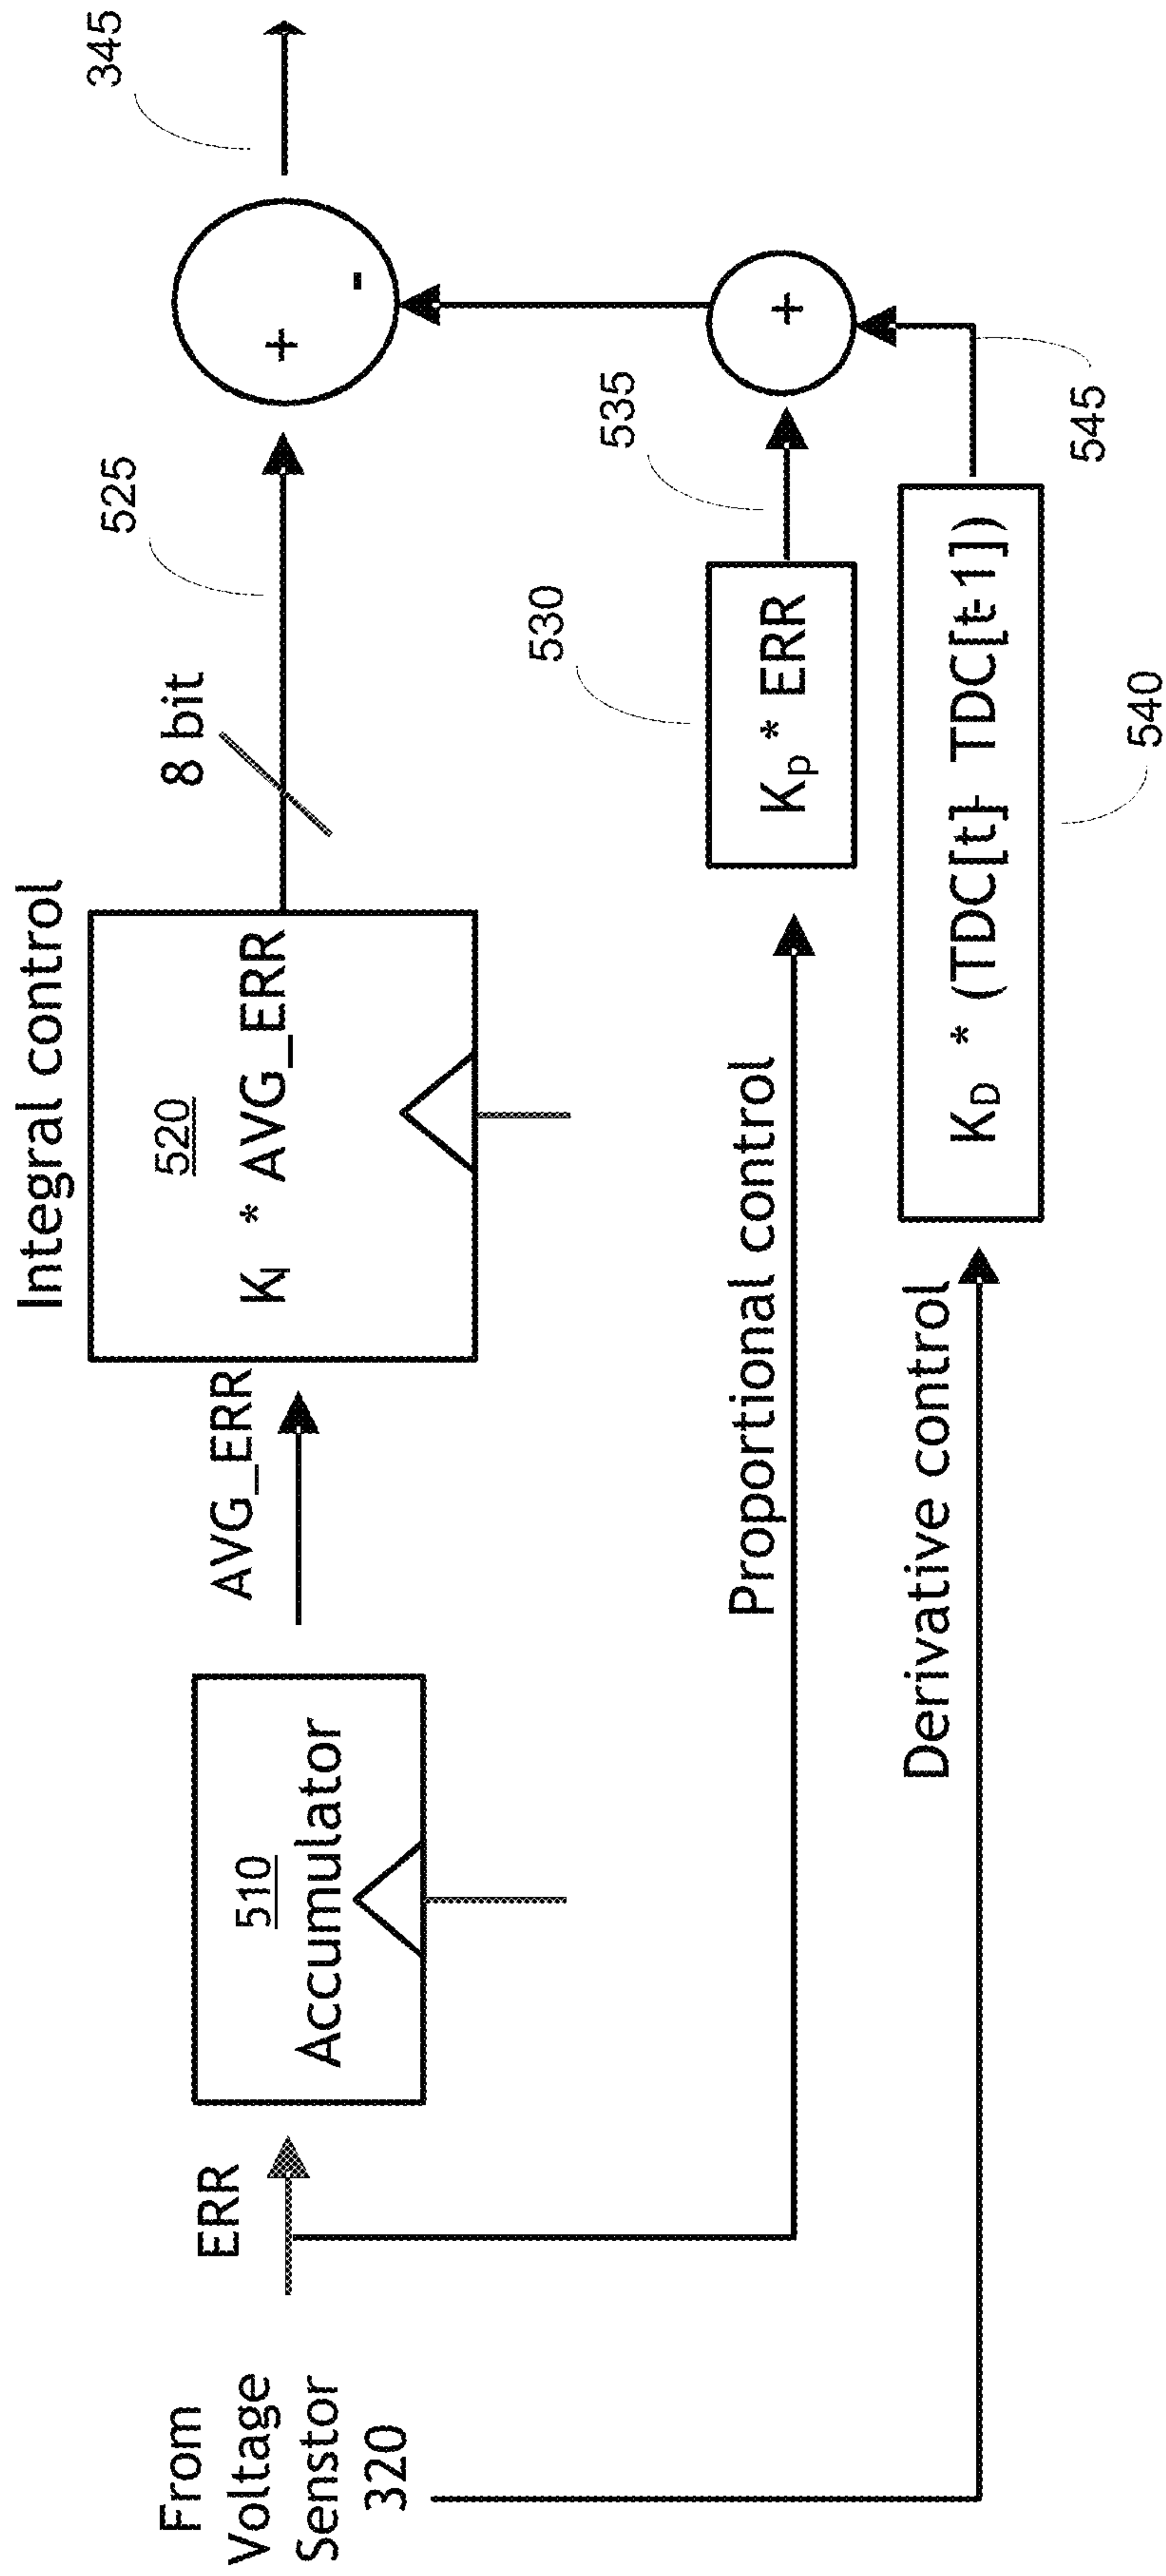 From
Voltage
Senstor
320
ERR
510
Accumulator
AVG_ERR
Integral control
520
K_I * AVG_ERR
8 bit
525
345
+
-
Proportional control
530
K_P * ERR
535
+
Derivative control
K_D * (TDC[t]- TDC[t-1])
540
545